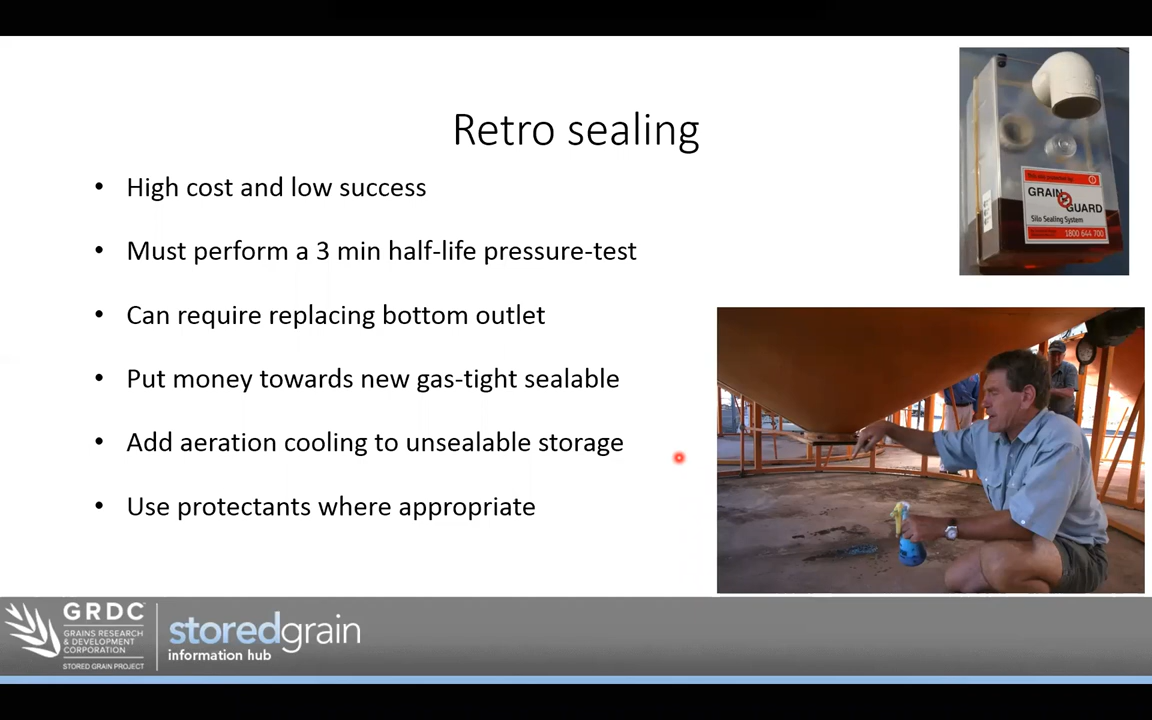 Retro sealing
• High cost and low success
• Must perform a 3 min half-life pressure-test
• Can require replacing bottom outlet
• Put money towards new gas-tight sealable
• Add aeration cooling to unsealable storage
• Use protectants where appropriate
GRAIN
GUARD
Silo Sealing System
1800 644 700
GRDC
GRAINS RESEARCH
& DEVELOPMENT
CORPORATION
STORED GRAIN PROJECT
storedgrain
information hub